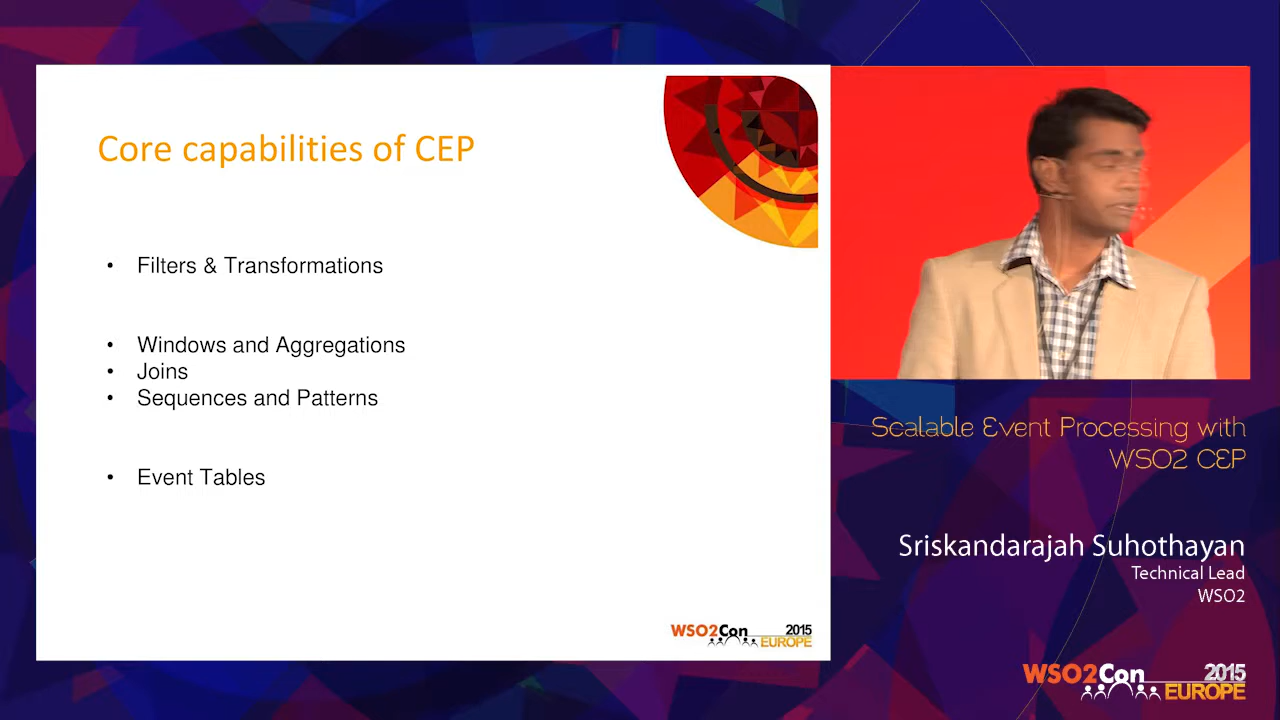 Core capabilities of CEP
• Filters & Transformations
• Windows and Aggregations
• Joins
• Sequences and Patterns
• Event Tables
WSO2Con 2015
EUROPE
Scalable Event Processing with
WSO2 CEP
Sriskandarajah Suhothayan
Technical Lead
WSO2
WSO2Con 2015
EUROPE